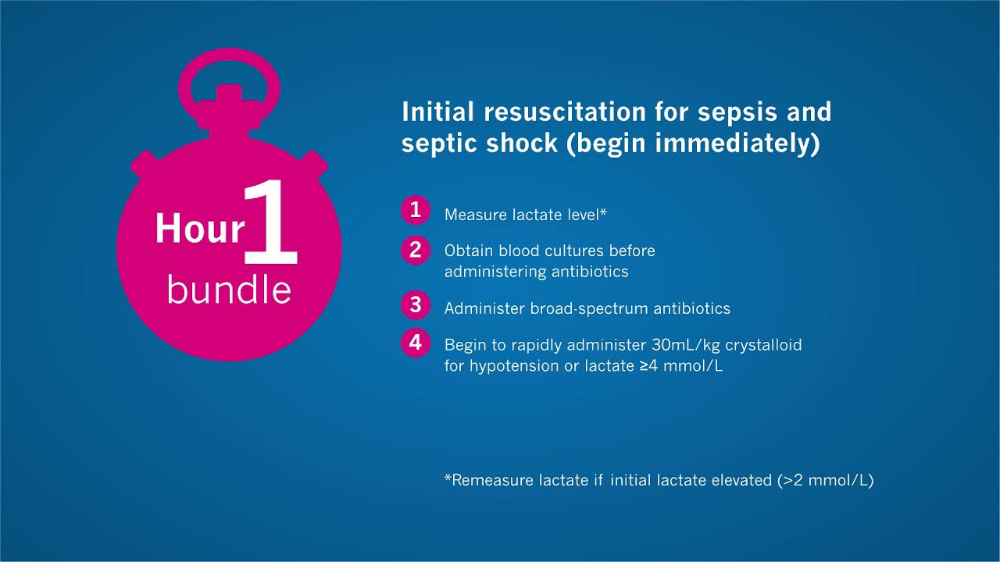 Hour 1
bundle
Initial resuscitation for sepsis and
septic shock (begin immediately)
1 Measure lactate level*
2 Obtain blood cultures before
administering antibiotics
3 Administer broad-spectrum antibiotics
4 Begin to rapidly administer 30mL/kg crystalloid
for hypotension or lactate ≥4 mmol/L
*Remeasure lactate if initial lactate elevated (>2 mmol/L)